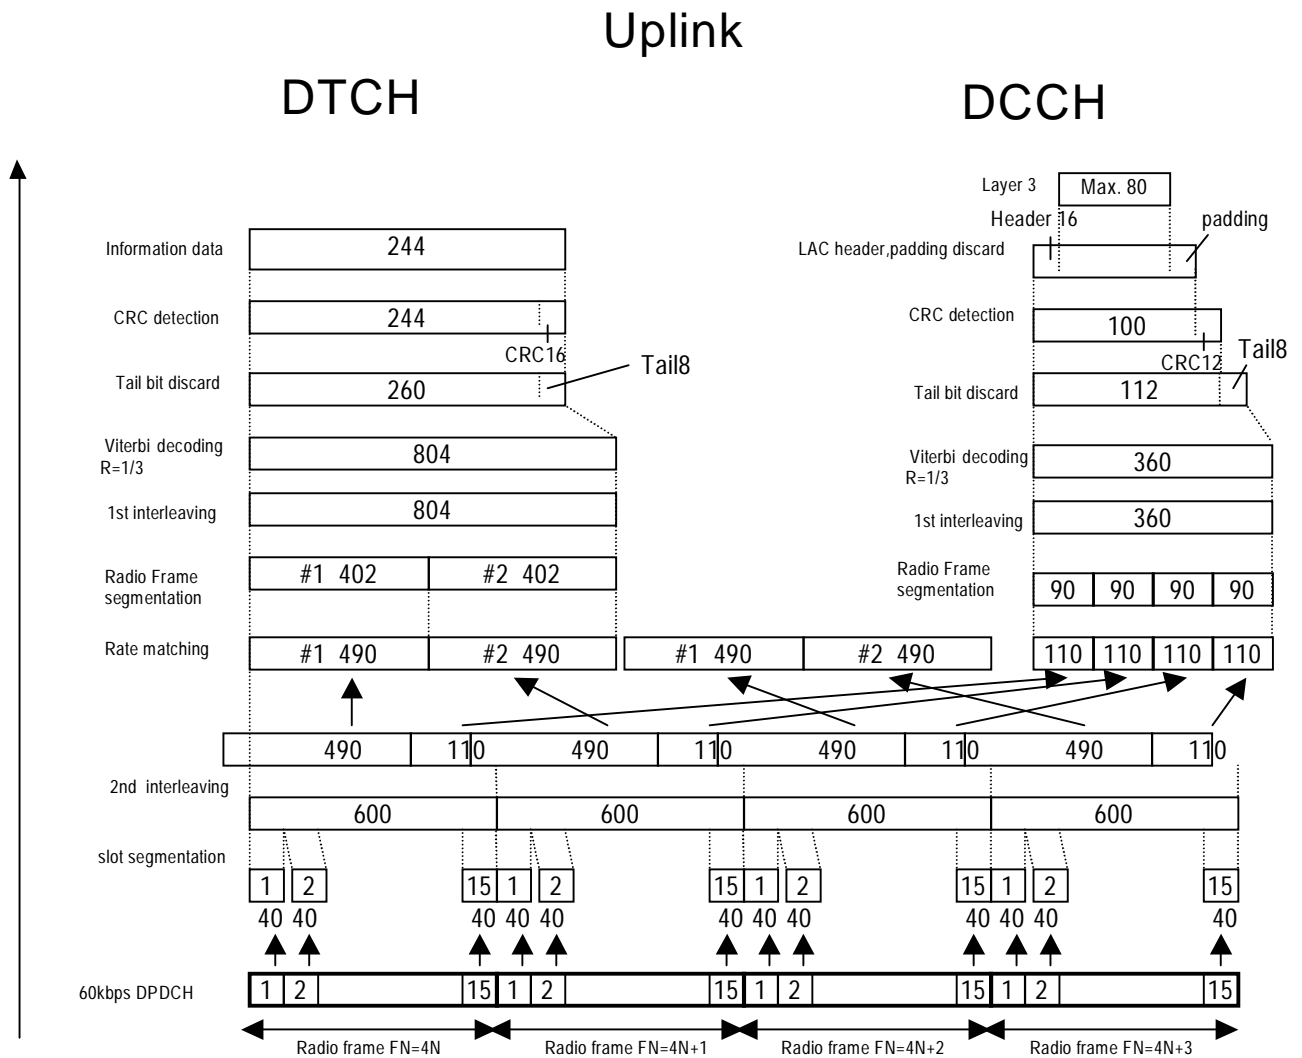 Uplink
DTCH
DCCH
Layer 3
Max. 80
Header 16
padding
Information data
244
LAC header,padding discard
CRC detection
244
CRC16
CRC detection
100
CRC12
Tail8
Tail8
Tail bit discard
260
Tail bit discard
112
Viterbi decoding
R=1/3
804
Viterbi decoding
R=1/3
360
1st interleaving
804
1st interleaving
360
Radio Frame
segmentation
#1 402
#2 402
Radio Frame
segmentation
90 90 90 90
Rate matching
#1 490
#2 490
#1 490
#2 490
110 110 110 110
490 110 490 110 490 110 490 110
2nd interleaving
600 600 600 600
slot segmentation
1 2 15 1 2 15 1 2 15 1 2 15
40 40 40 40 40 40 40 40 40 40 40 40
60kbps DPDCH
1 2 15 1 2 15 1 2 15 1 2 15
Radio frame FN=4N
Radio frame FN=4N+1
Radio frame FN=4N+2
Radio frame FN=4N+3